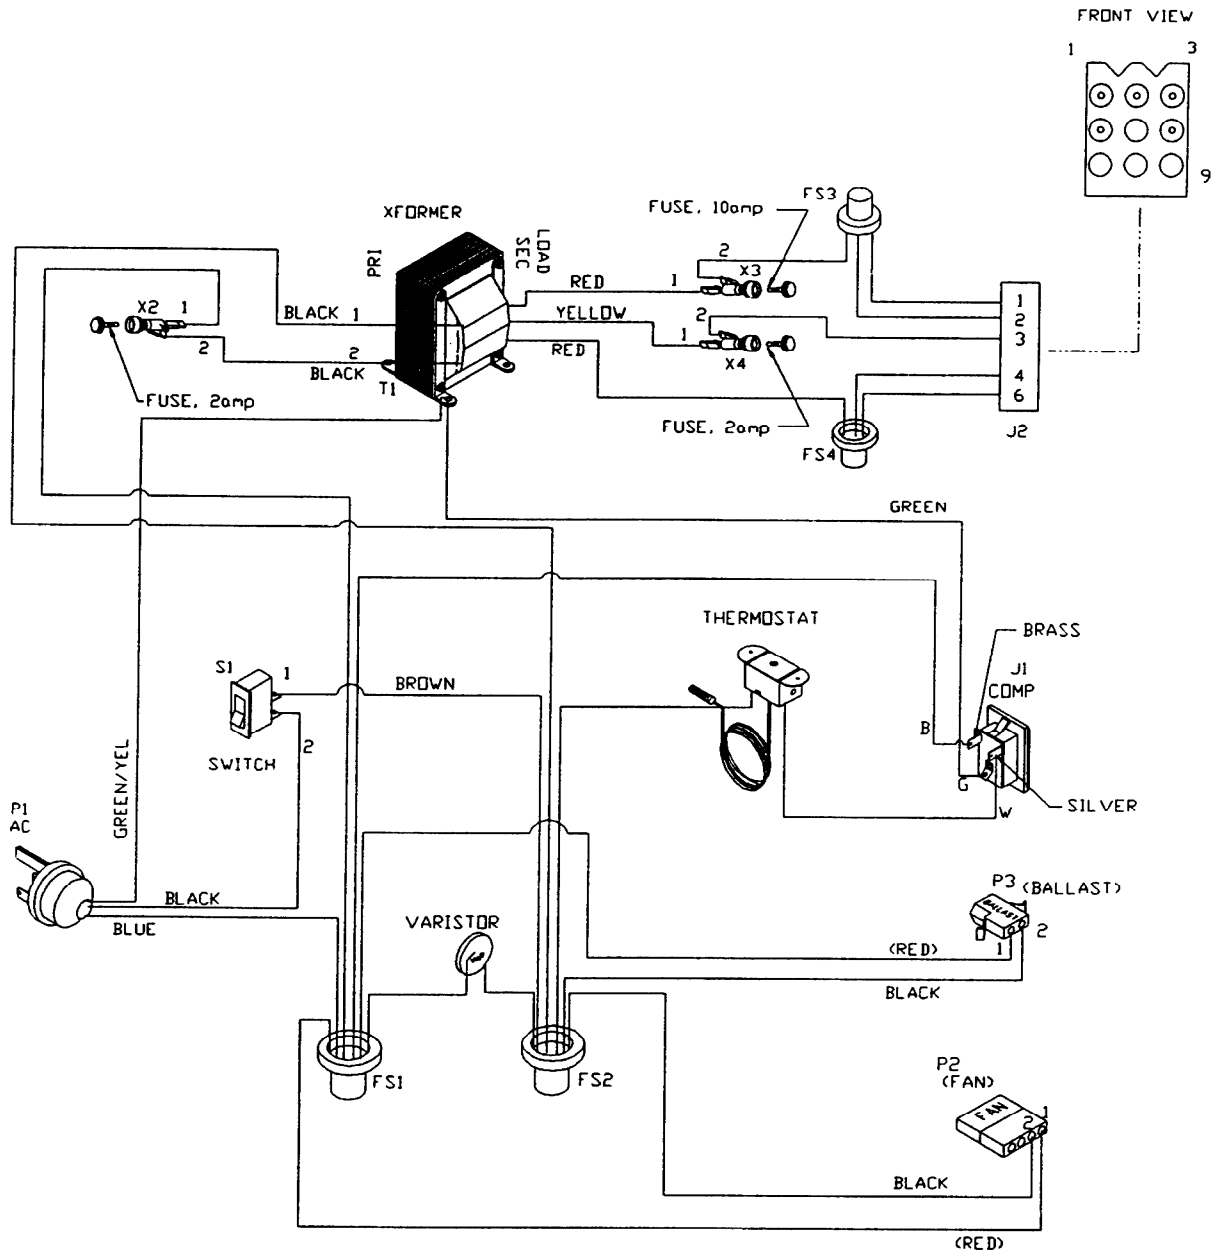 FRONT VIEW
1 3
9
FS3
FUSE, 10amp
XFORMER
LOAD
SEC
PRI
2
X3
RED
1
1
X2
1
BLACK 1
YELLOW
2
2
3
1
RED
X4
2
2
BLACK
T1
4
6
FUSE, 2amp
FUSE, 2amp
J2
FS4
GREEN
THERMOSTAT
BRASS
S1
1
J1
COMP
BROWN
B
2
SWITCH
GREEN/YEL
G
SILVER
W
P1
AC
P3 (BALLAST)
BLACK
BALLAST
VARISTOR
BLUE
2
(RED)
1
BLACK
FS1
FS2
P2
(FAN)
FAN
1
2
BLACK
(RED)